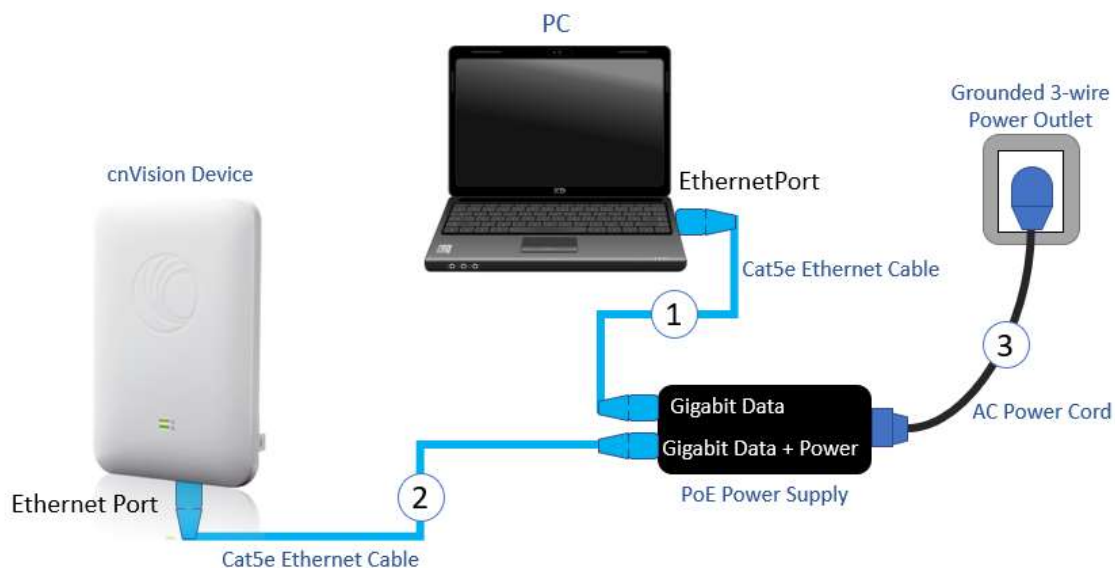 PC
Grounded 3-wire
Power Outlet
cnVision Device
EthernetPort
Cat5e Ethernet Cable
1
3
Gigabit Data
AC Power Cord
Gigabit Data + Power
2
PoE Power Supply
Ethernet Port
Cat5e Ethernet Cable